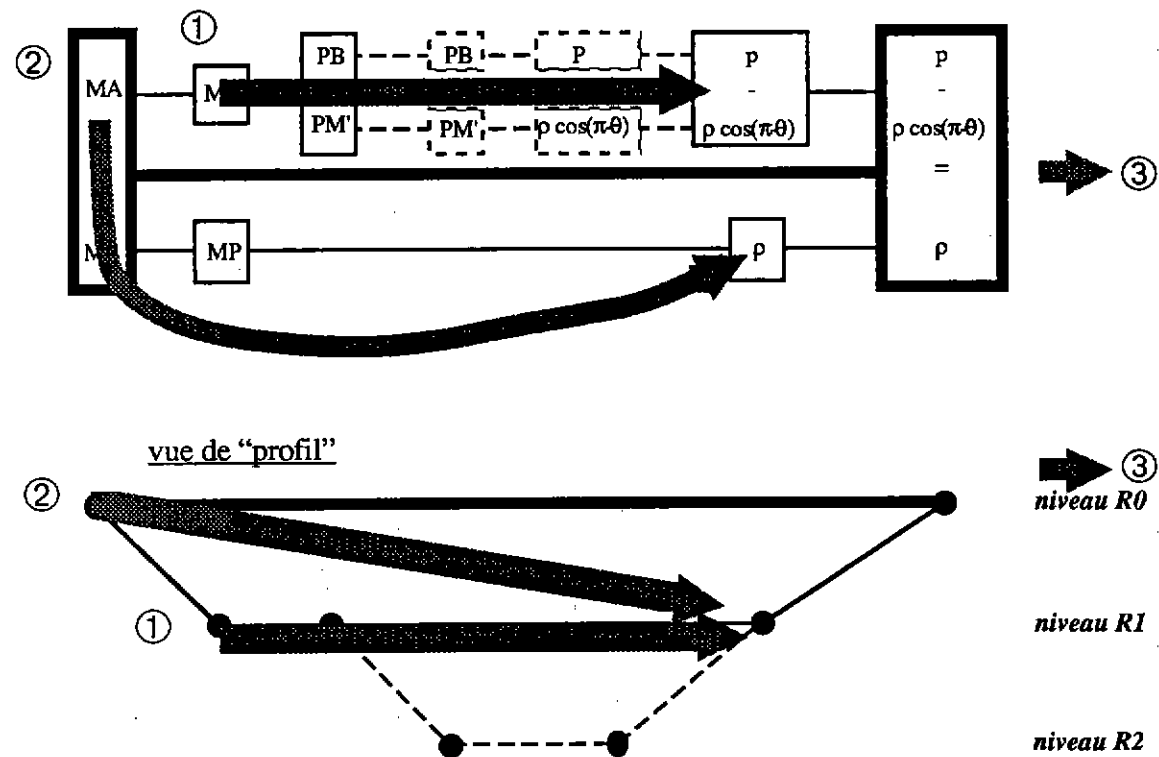 ①
②
PB PB P p p
MA
- -
PM' PM' ρ cos(π-θ) ρ cos(π-θ) ρ cos(π-θ)
= ③
MP ρ ρ
vue de “profil”
③
② niveau R0
① niveau R1
niveau R2